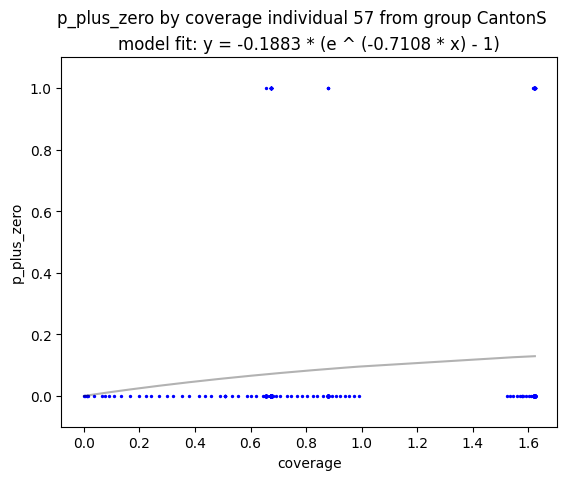 p_plus_zero by coverage individual 57 from group CantonS
model fit: y = -0.1883 * (e ^ (-0.7108 * x) - 1)
1.0
0.8
0.6
0.4
0.2
0.0
p_plus_zero
0.0 0.2 0.4 0.6 0.8 1.0 1.2 1.4 1.6
coverage